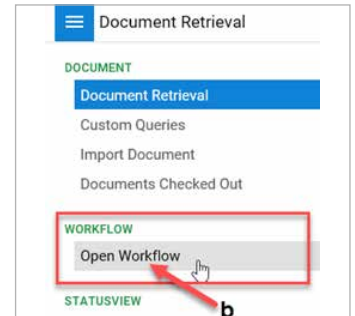 Document Retrieval
DOCUMENT
Document Retrieval
Custom Queries
Import Document
Documents Checked Out
WORKFLOW
Open Workflow
STATUSVIEW
b